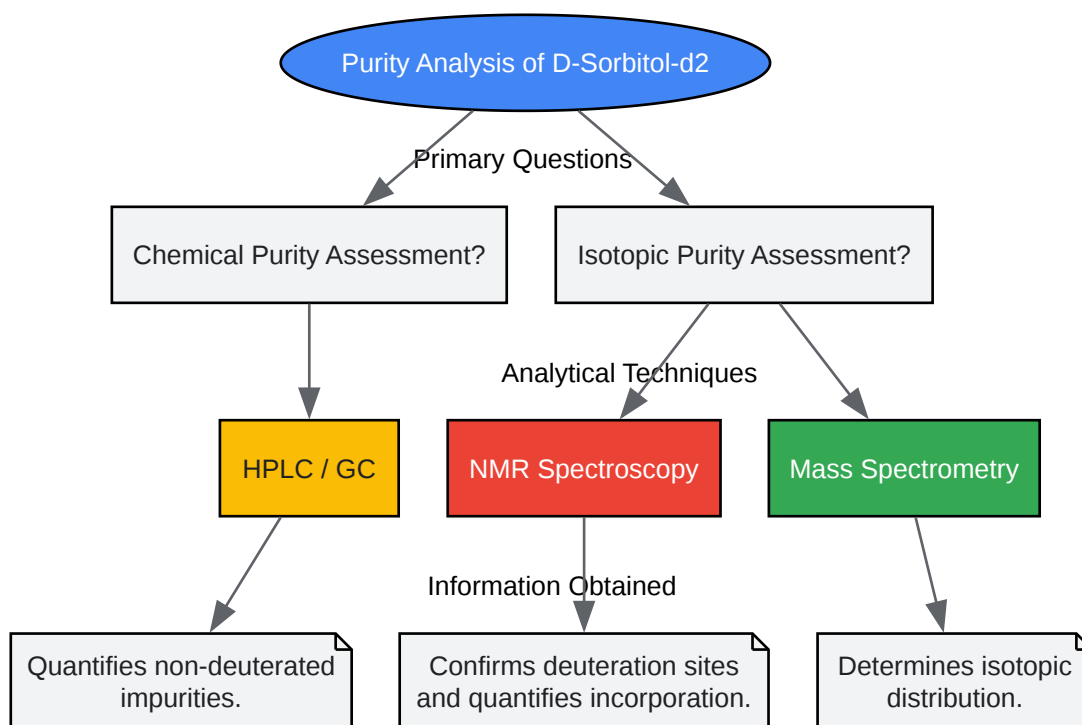 Purity Analysis of D-Sorbitol-d2
Primary Questions
Chemical Purity Assessment?
Isotopic Purity Assessment?
Analytical Techniques
HPLC / GC
NMR Spectroscopy
Mass Spectrometry
Information Obtained
Quantifies non-deuterated
impurities.
Confirms deuteration sites
and quantifies incorporation.
Determines isotopic
distribution.